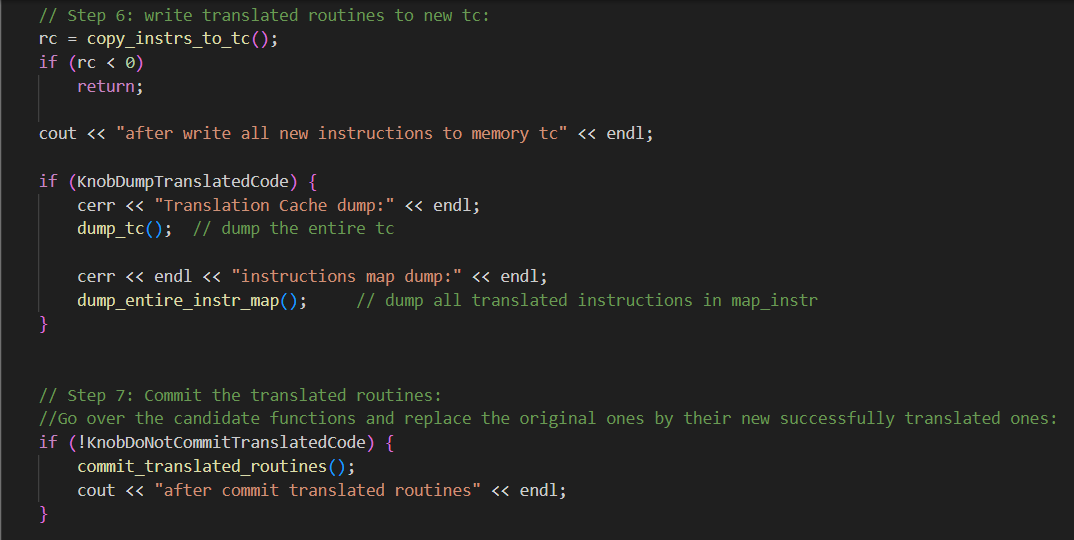 // Step 6: write translated routines to new tc:
rc = copy_instrs_to_tc();
if (rc < 0)
    return;

cout << "after write all new instructions to memory tc" << endl;

if (KnobDumpTranslatedCode) {
    cerr << "Translation Cache dump:" << endl;
    dump_tc();  // dump the entire tc

    cerr << endl << "instructions map dump:" << endl;
    dump_entire_instr_map();     // dump all translated instructions in map_instr
}


// Step 7: Commit the translated routines:
//Go over the candidate functions and replace the original ones by their new successfully translated ones:
if (!KnobDoNotCommitTranslatedCode) {
    commit_translated_routines();
    cout << "after commit translated routines" << endl;
}